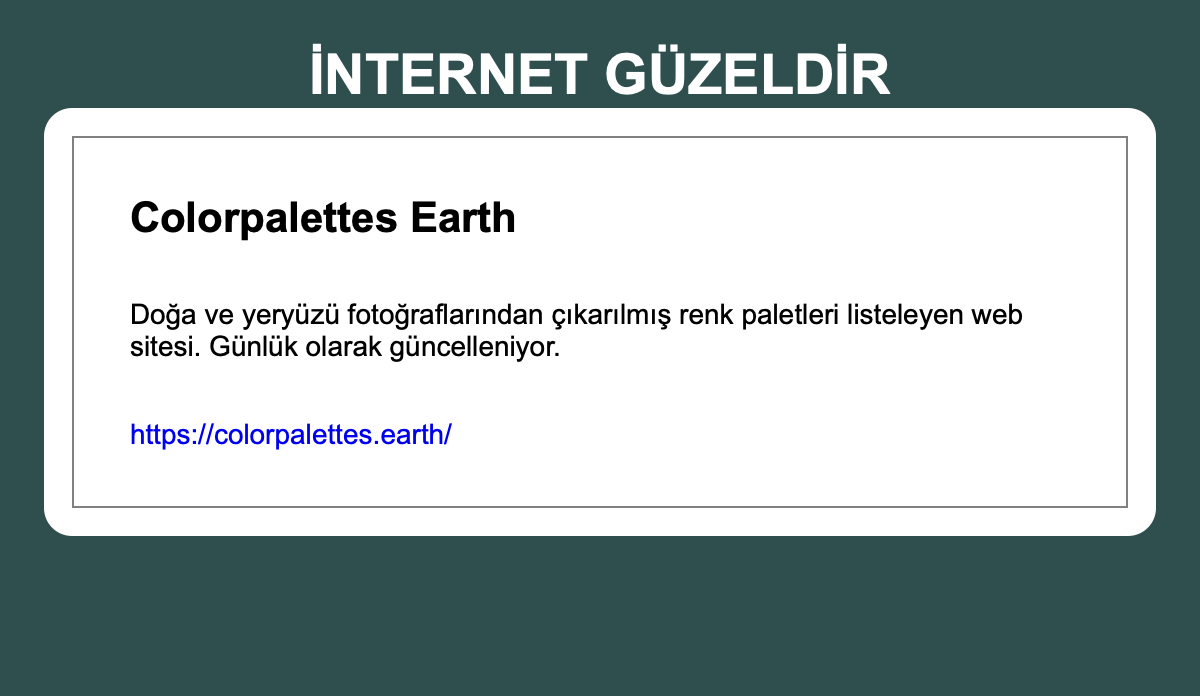 İNTERNET GÜZELDİR
Colorpalettes Earth
Doğa ve yeryüzü fotoğraflarından çıkarılmış renk paletleri listeleyen web
sitesi. Günlük olarak güncelleniyor.
https://colorpalettes.earth/